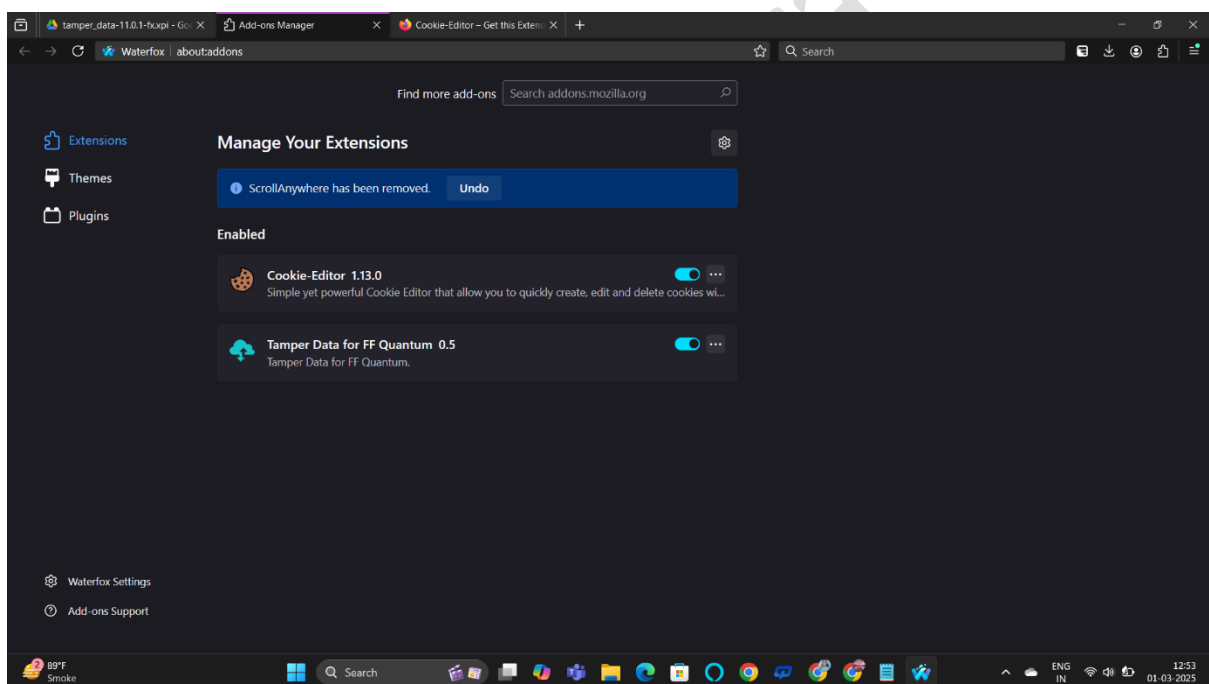 tamper_data-11.0.1-fx.xpi - Goo
Add-ons Manager
Cookie-Editor – Get this Extens
Waterfox
about:addons
Search
Find more add-ons
Search addons.mozilla.org
Extensions
Themes
Plugins
Manage Your Extensions
ScrollAnywhere has been removed.
Undo
Enabled
Cookie-Editor 1.13.0
Simple yet powerful Cookie Editor that allow you to quickly create, edit and delete cookies wi...
Tamper Data for FF Quantum 0.5
Tamper Data for FF Quantum.
Waterfox Settings
Add-ons Support
2
89°F
Smoke
Search
ENG
IN
12:53
01-03-2025